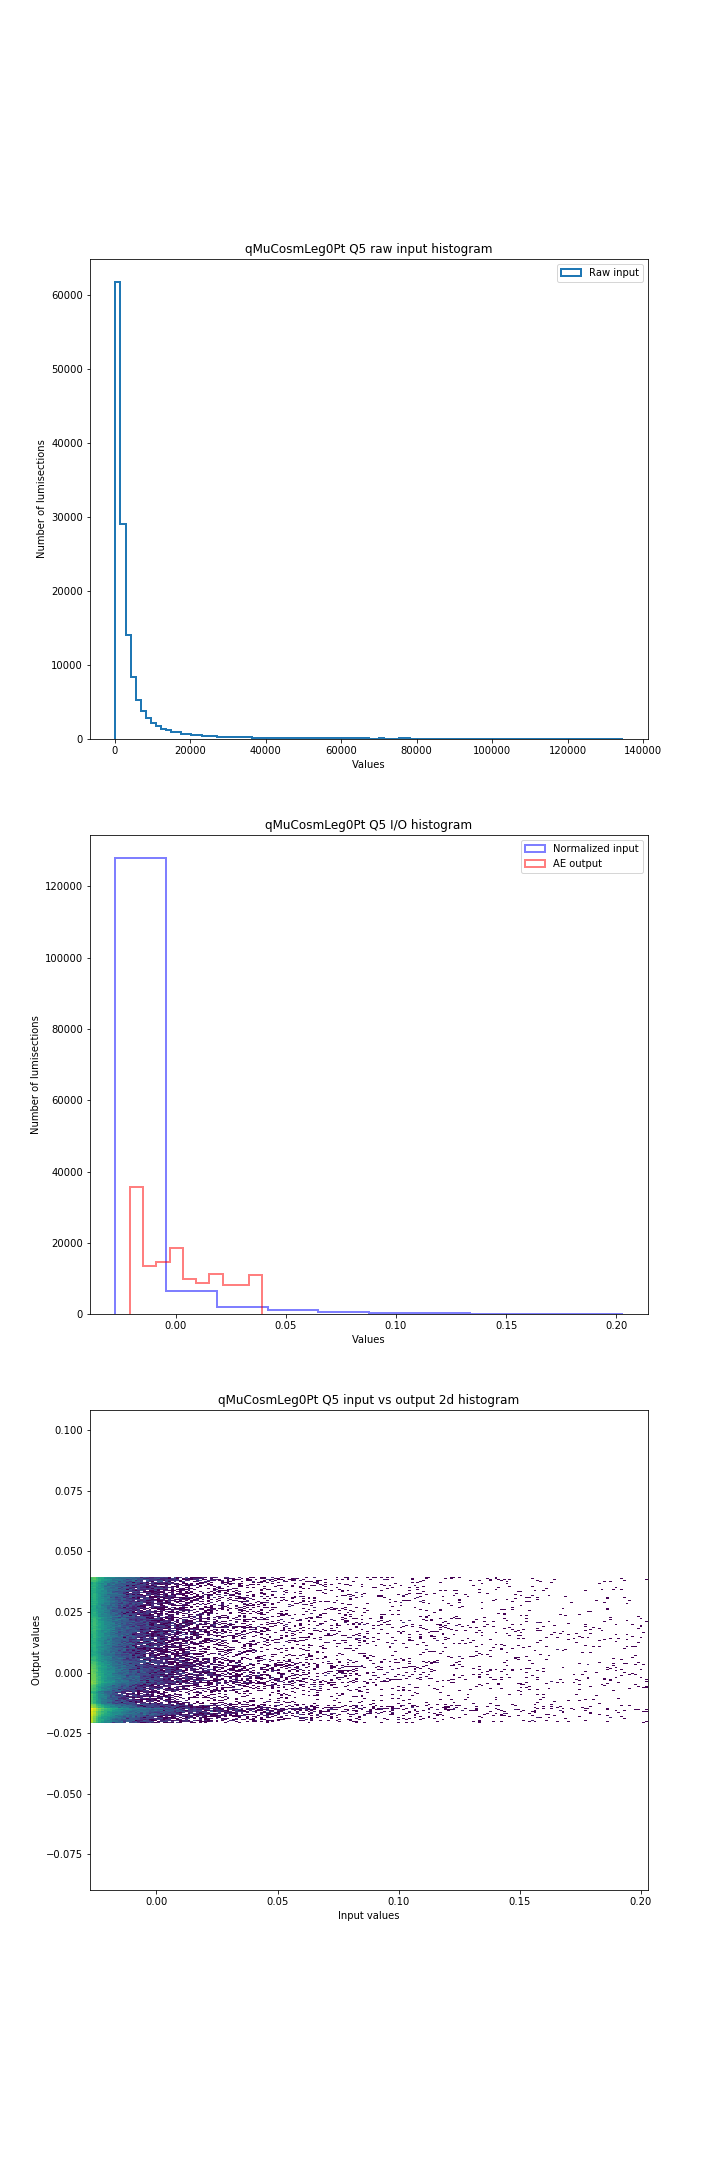 qMuCosmLeg0Pt Q5 raw input histogram
Raw input
60000
50000
40000
30000
20000
10000
0
Number of lumisections
0 20000 40000 60000 80000 100000 120000 140000
Values
qMuCosmLeg0Pt Q5 I/O histogram
Normalized input
AE output
120000
100000
80000
60000
40000
20000
0
Number of lumisections
0.00 0.05 0.10 0.15 0.20
Values
qMuCosmLeg0Pt Q5 input vs output 2d histogram
0.100
0.075
0.050
0.025
0.000
−0.025
−0.050
−0.075
Output values
0.00 0.05 0.10 0.15 0.20
Input values